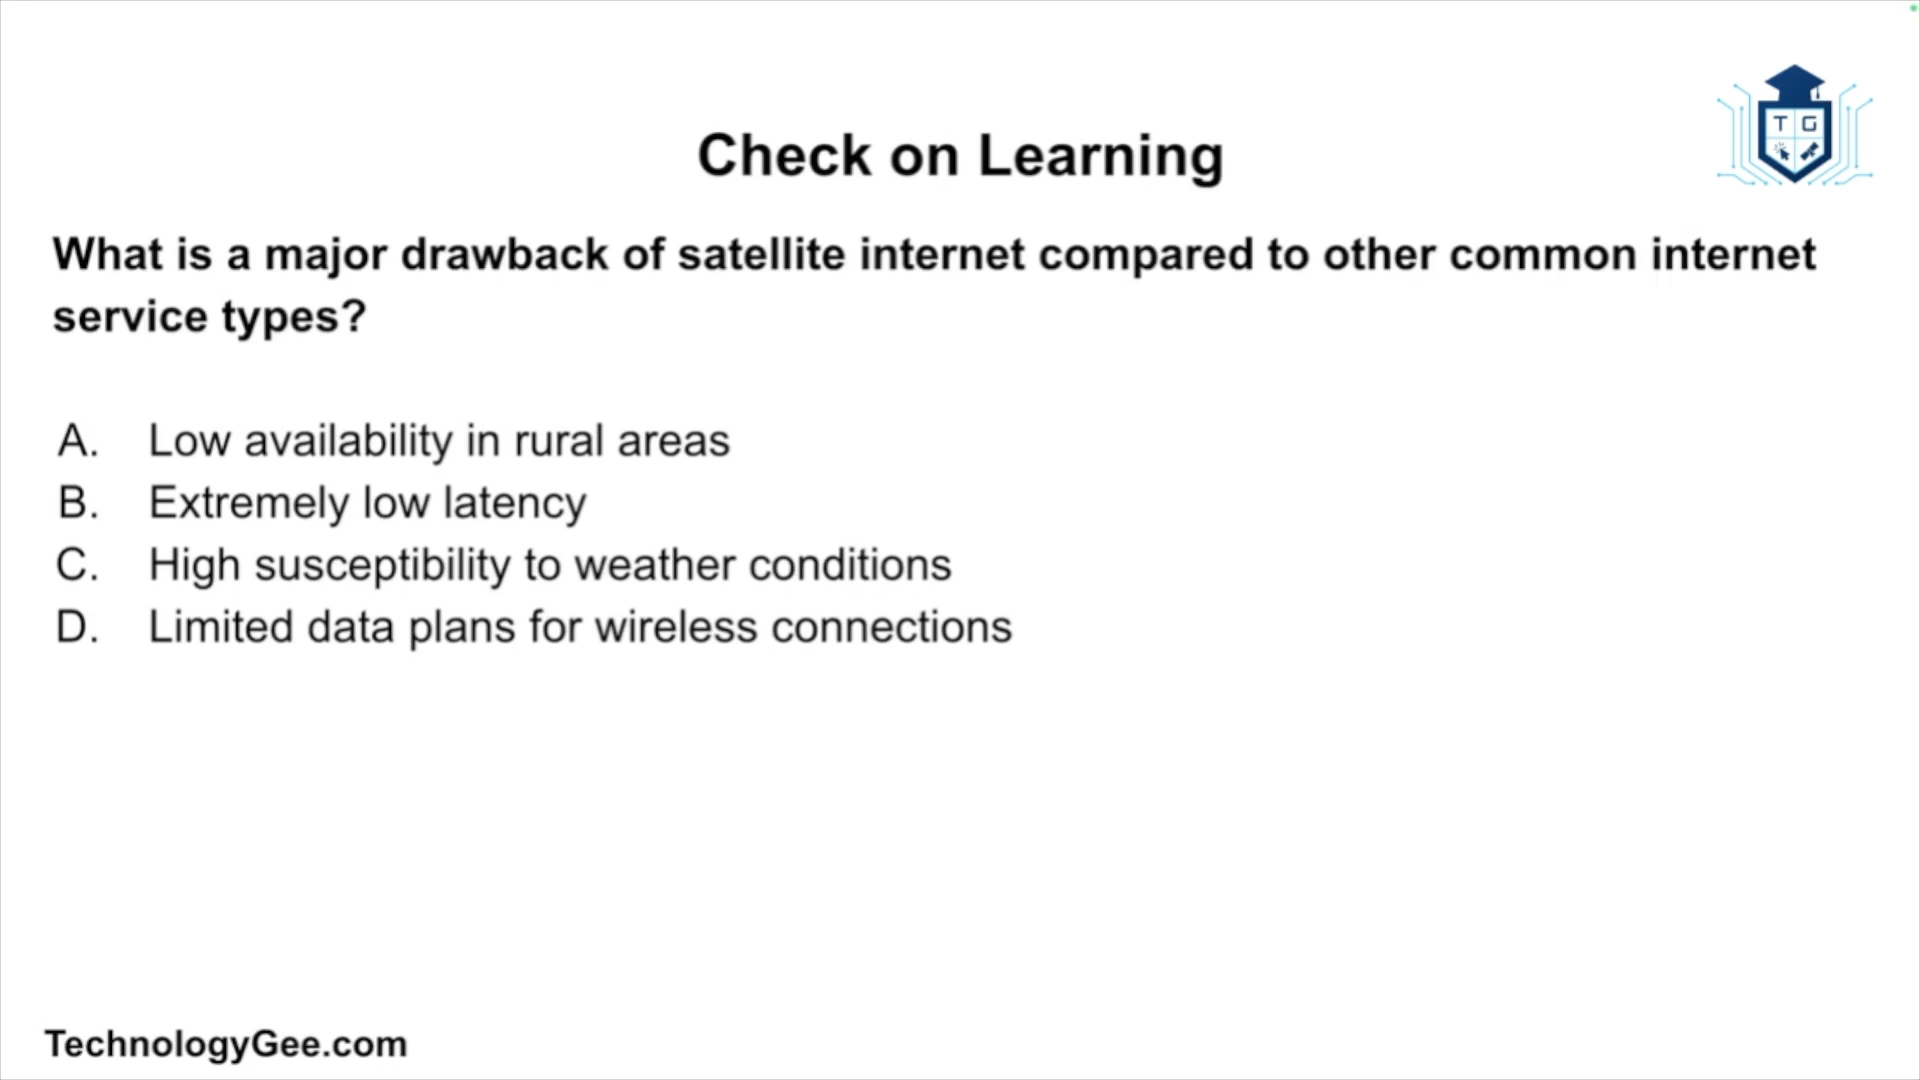 T G
Check on Learning
What is a major drawback of satellite internet compared to other common internet
service types?
A. Low availability in rural areas
B. Extremely low latency
C. High susceptibility to weather conditions
D. Limited data plans for wireless connections
TechnologyGee.com